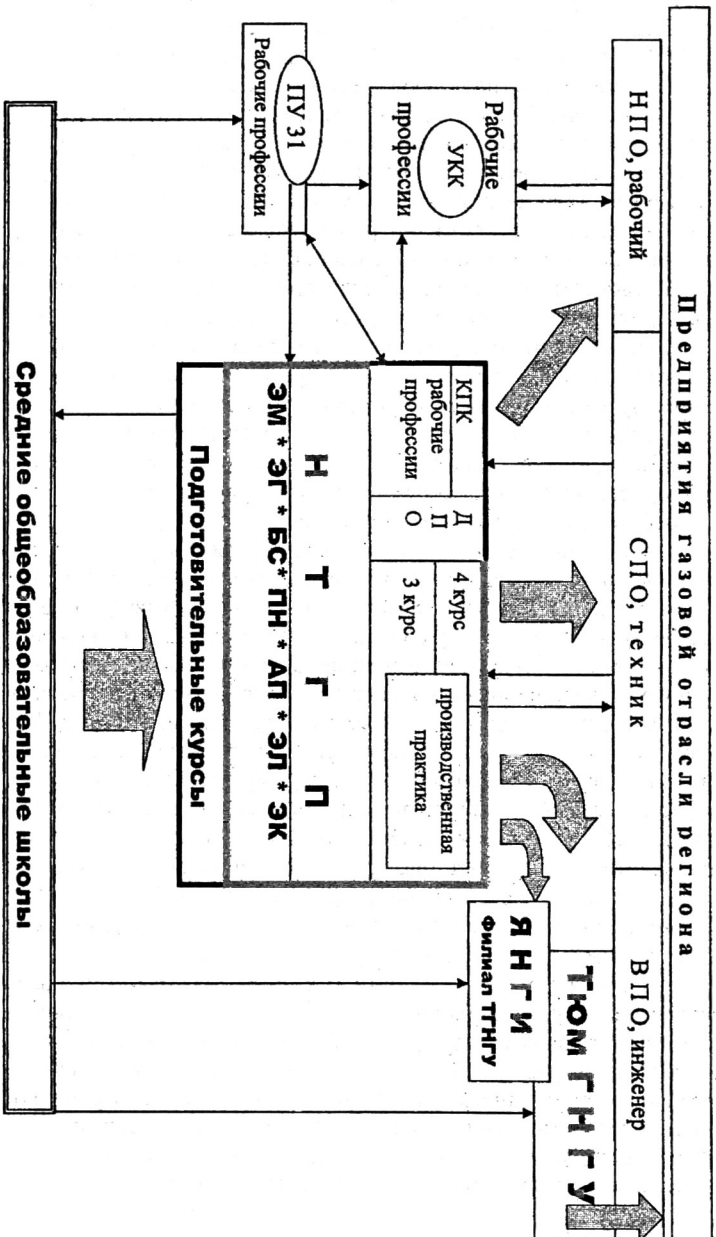 Предприятия газовой отрасли региона
НПО, рабочий
СПО, техник
ВПО, инженер
Рабочие
УКК
профессии
ПУ 31
Рабочие профессии
КПК
рабочие
профессии
Д
П
О
4 курс
3 курс
производственная
практика
Н Т Г П
ЭМ * ЭГ * БС* ПН * АП * ЭЛ * ЭК
Подготовительные курсы
ТюмГНГУ
ЯНГИ
Филиал ТГНГУ
Средние общеобразовательные школы